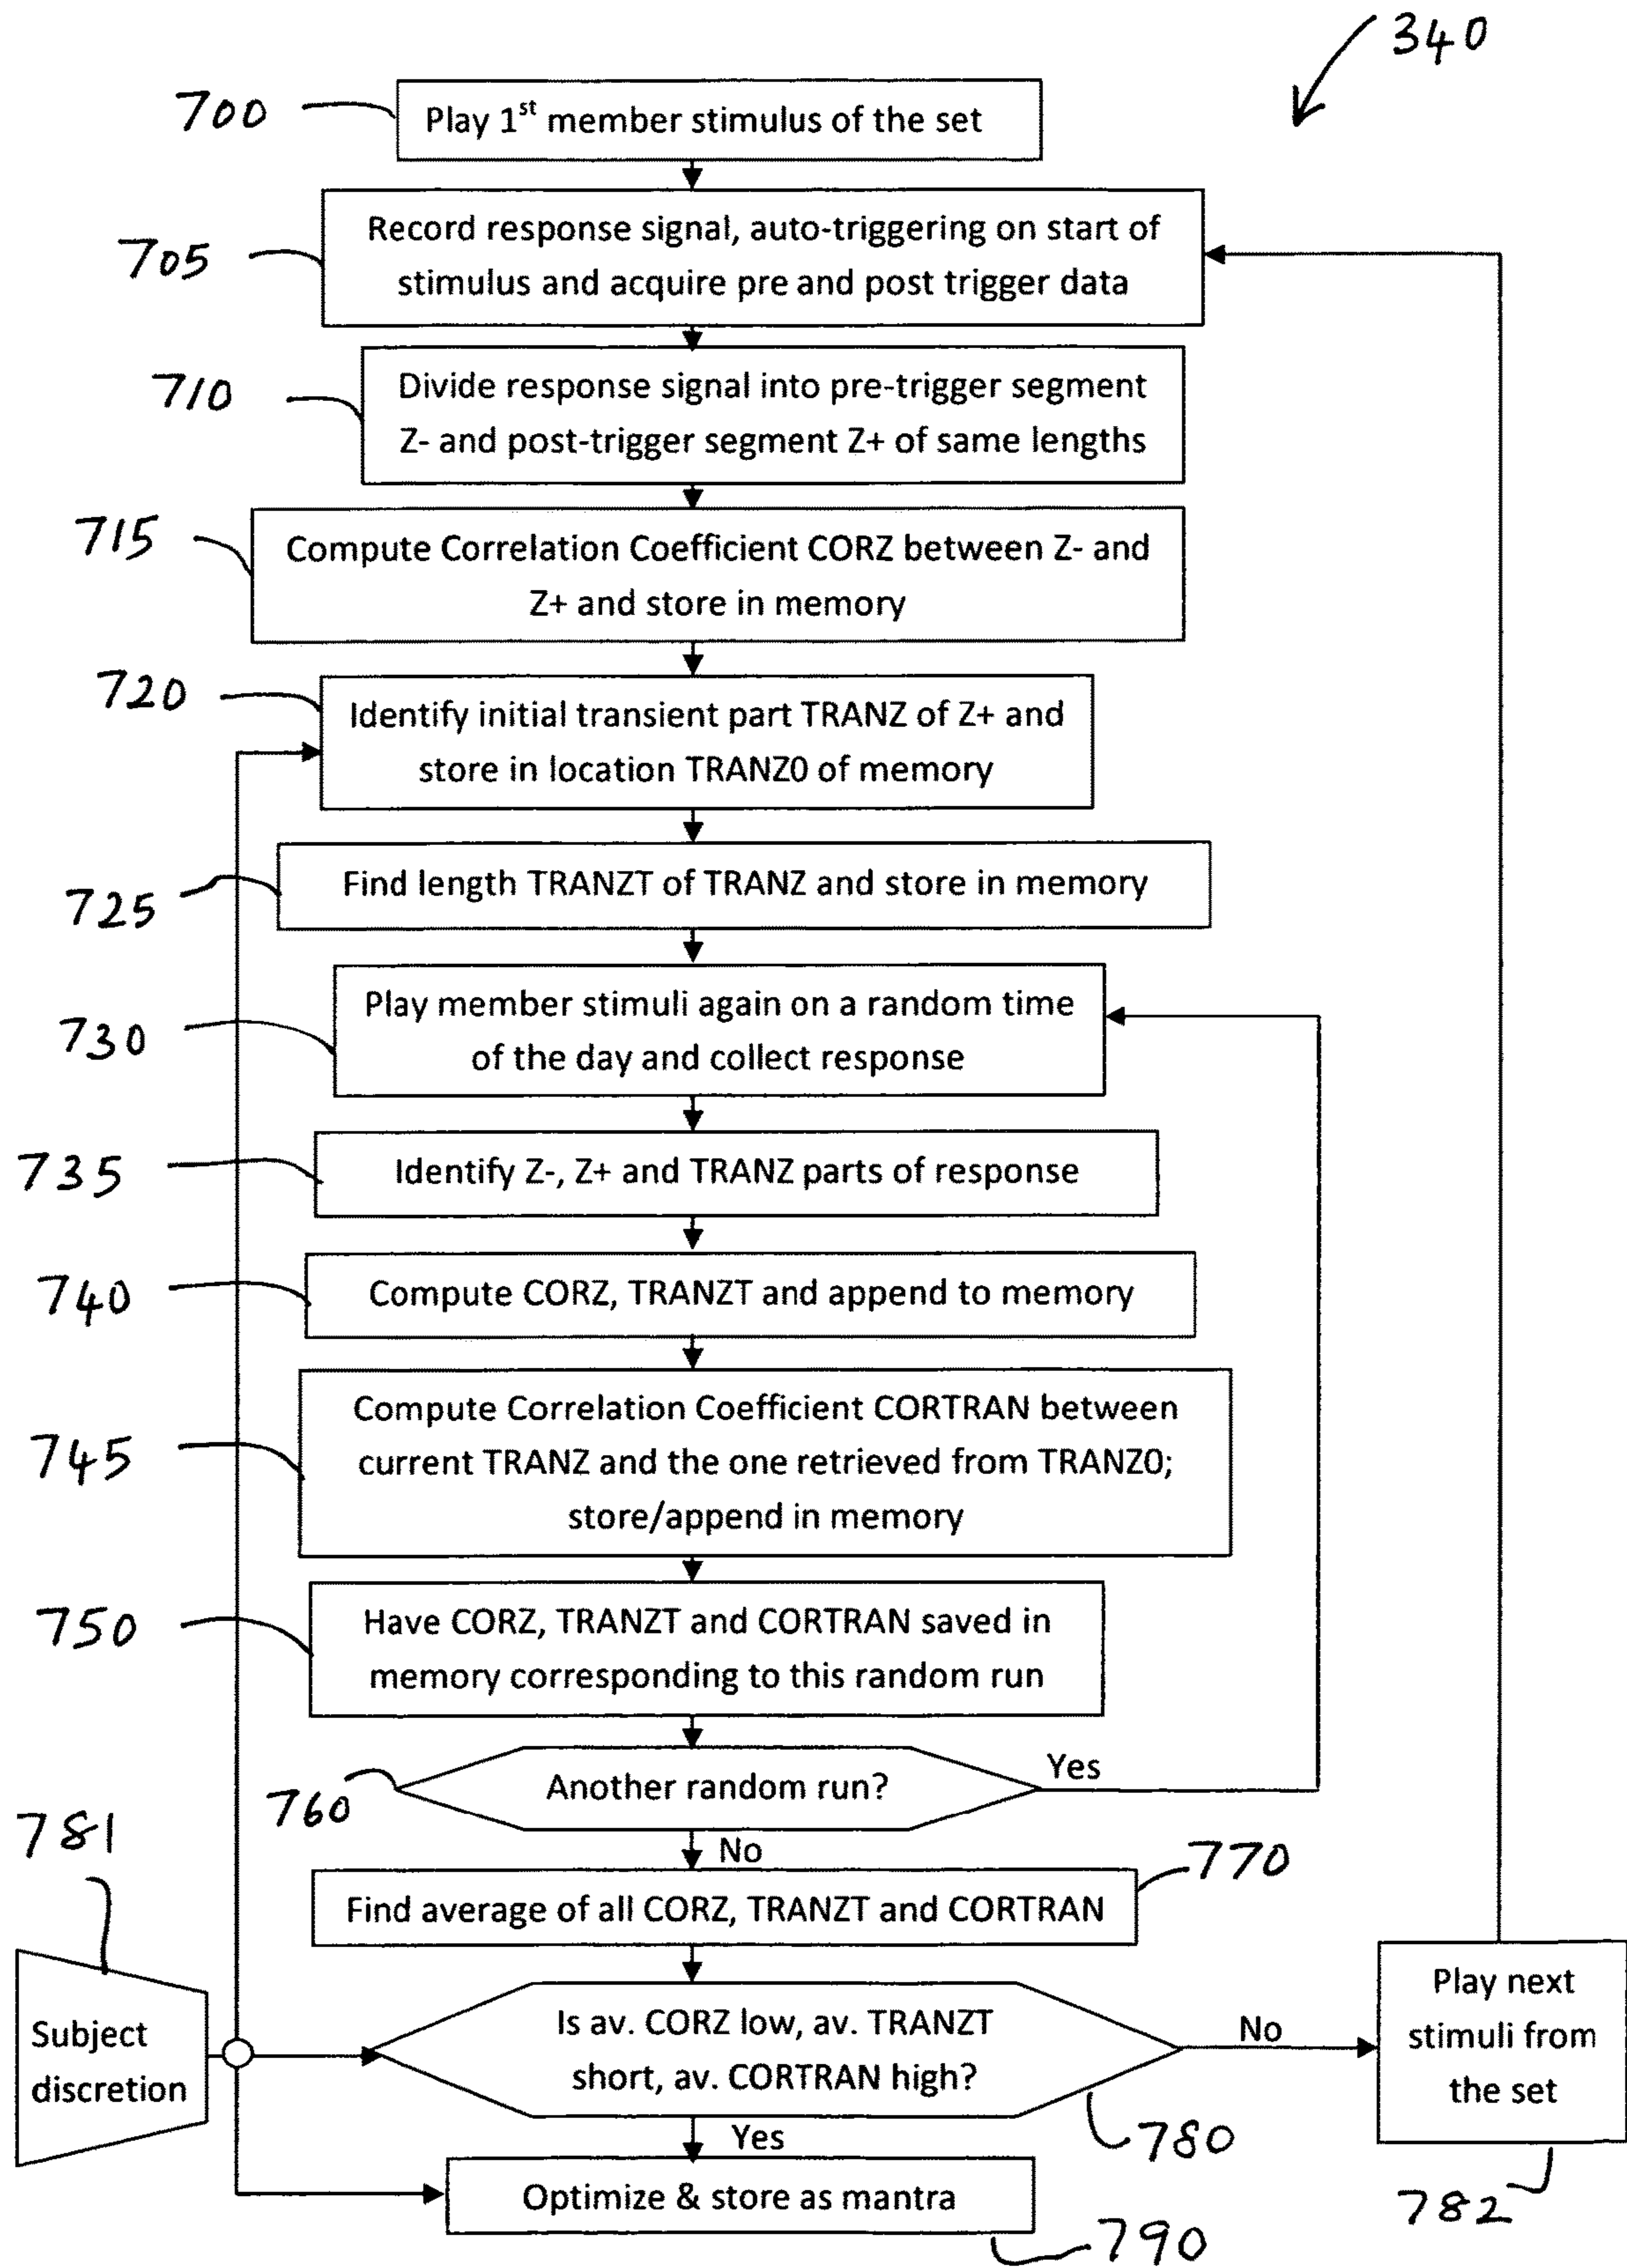 340
700
Play 1st member stimulus of the set
705
Record response signal, auto-triggering on start of
stimulus and acquire pre and post trigger data
710
Divide response signal into pre-trigger segment
Z- and post-trigger segment Z+ of same lengths
715
Compute Correlation Coefficient CORZ between Z- and
Z+ and store in memory
720
Identify initial transient part TRANZ of Z+ and
store in location TRANZ0 of memory
725
Find length TRANZT of TRANZ and store in memory
730
Play member stimuli again on a random time
of the day and collect response
735
Identify Z-, Z+ and TRANZ parts of response
740
Compute CORZ, TRANZT and append to memory
745
Compute Correlation Coefficient CORTRAN between
current TRANZ and the one retrieved from TRANZ0;
store/append in memory
750
Have CORZ, TRANZT and CORTRAN saved in
memory corresponding to this random run
760
Another random run?
Yes
No
770
Find average of all CORZ, TRANZT and CORTRAN
781
Subject
discretion
Is av. CORZ low, av. TRANZT
short, av. CORTRAN high?
780
No
Play next
stimuli from
the set
782
Yes
Optimize & store as mantra
790